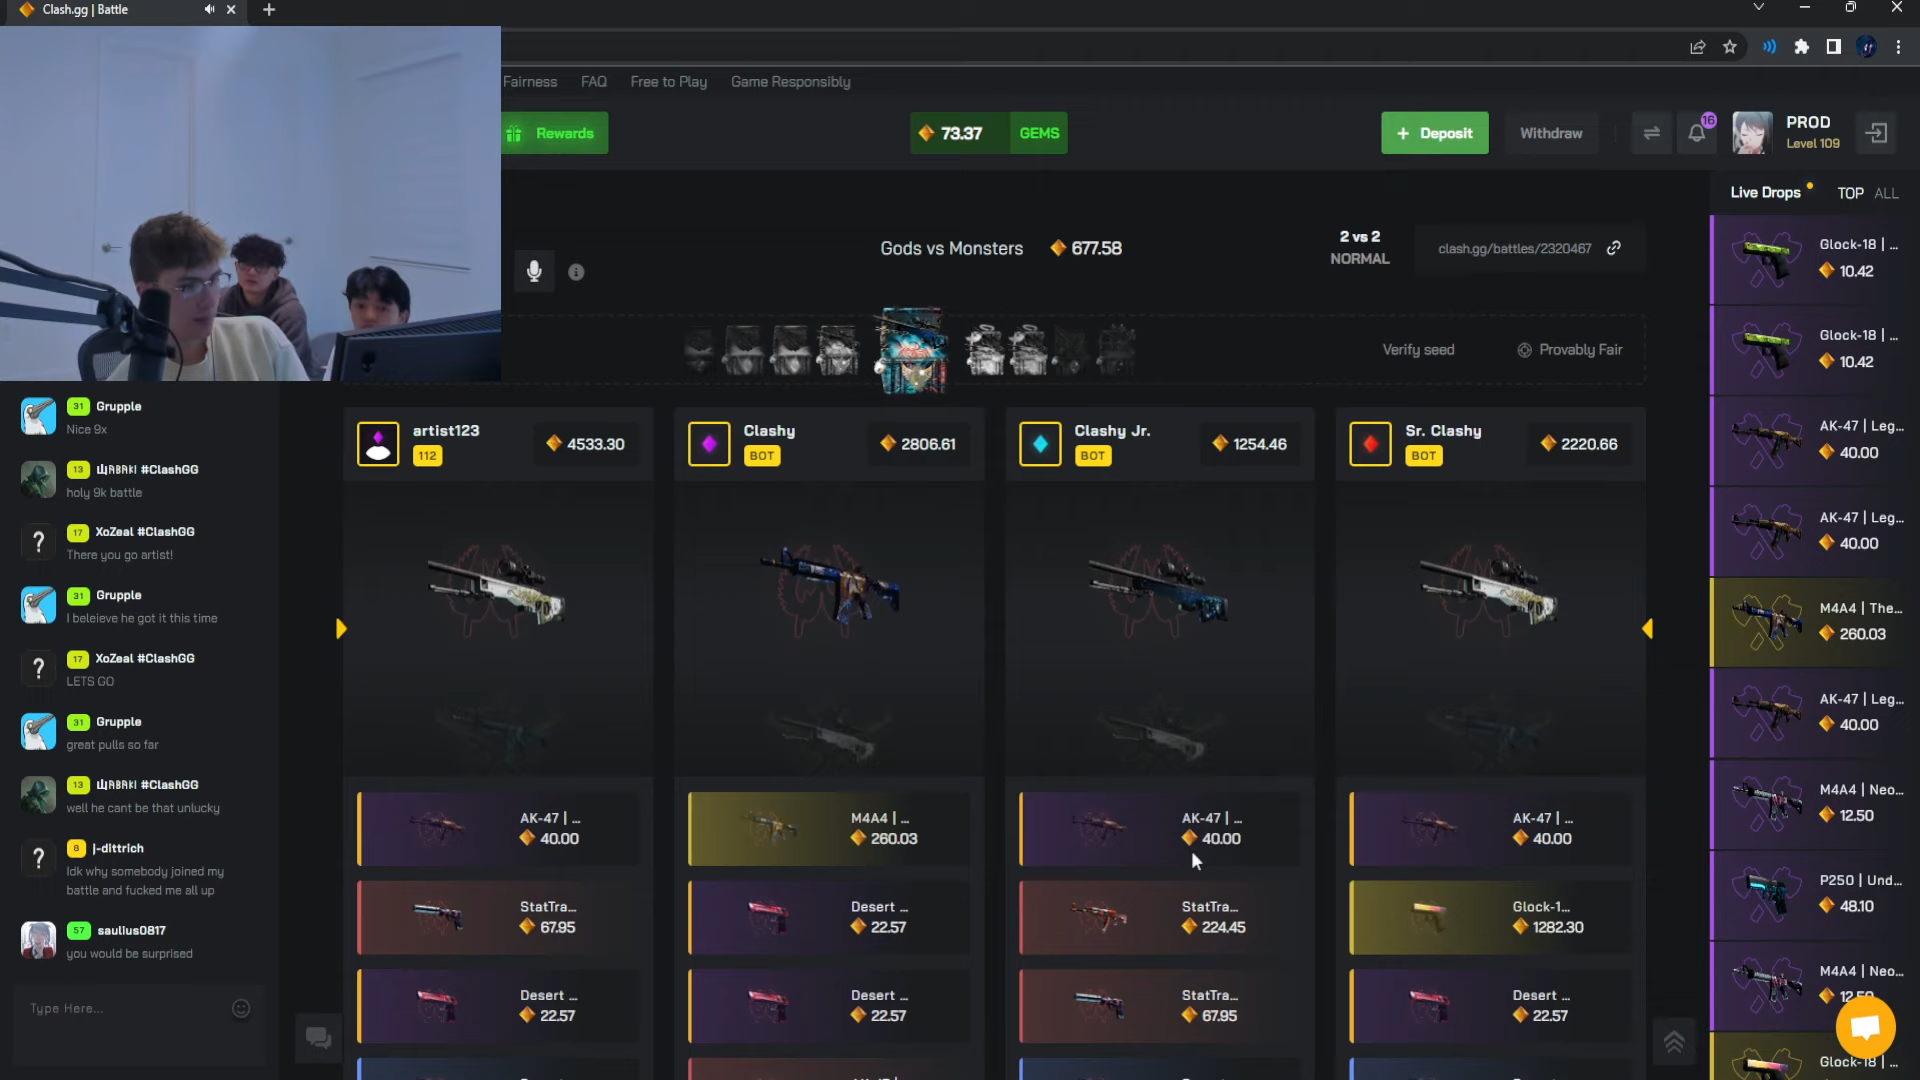 Clash.gg | Battle
Fairness
FAQ
Free to Play
Game Responsibly
Rewards
73.37
GEMS
+ Deposit
Withdraw
16
PROD
Level 109
Live Drops
TOP
ALL
Gods vs Monsters
677.58
2 vs 2
NORMAL
clash.gg/battles/2320467
Verify seed
Provably Fair
31 Grupple
Nice 9x
#ClashGG
13
holy 9k battle
17 XoZeal #ClashGG
There you go artist!
31 Grupple
I beleieve he got it this time
17 XoZeal #ClashGG
LETS GO
31 Grupple
great pulls so far
13
#ClashGG
well he cant be that unlucky
8 |-dittrich
Idk why somebody joined my
battle and fucked me all up
57 saulius0817
you would be surprised
Type Here...
artist123
112
4533.30
Clashy
BOT
2806.61
Clashy Jr.
BOT
1254.46
Sr. Clashy
BOT
2220.66
AK-47 | ...
40.00
M4A4 | ...
260.03
AK-47 | ...
40.00
AK-47 | ...
40.00
StatTra...
67.95
Desert ...
22.57
StatTra...
224.45
Glock-1...
1282.30
Desert ...
22.57
Desert ...
22.57
StatTra...
67.95
Desert ...
22.57
Glock-18 | ...
10.42
Glock-18 | ...
10.42
AK-47 | Leg...
40.00
AK-47 | Leg...
40.00
M4A4 | The...
260.03
AK-47 | Leg...
40.00
M4A4 | Neo...
12.50
P250 | Und...
48.10
M4A4 | Neo...
12.50
Glock-18 | ...